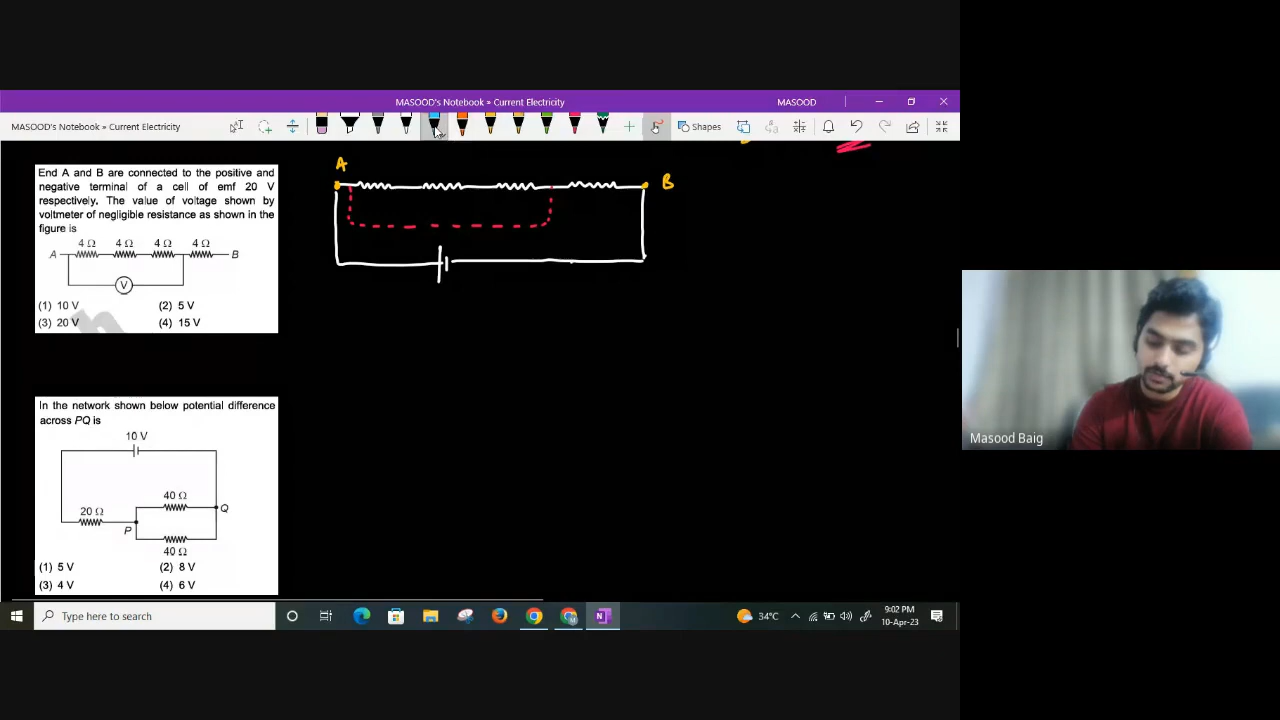 MASOOD's Notebook » Current Electricity
MASOOD
MASOOD's Notebook » Current Electricity
Shapes
End A and B are connected to the positive and
negative terminal of a cell of emf 20 V
respectively. The value of voltage shown by
voltmeter of negligible resistance as shown in the
figure is
4 Ω 4 Ω 4 Ω 4 Ω
A B
V
(1) 10 V (2) 5 V
(3) 20 V (4) 15 V
A
B
In the network shown below potential difference
across PQ is
10 V
40 Ω
20 Ω
Q
P
40 Ω
(1) 5 V (2) 8 V
(3) 4 V (4) 6 V
Masood Baig
Type here to search
34°C
9:02 PM
10-Apr-23